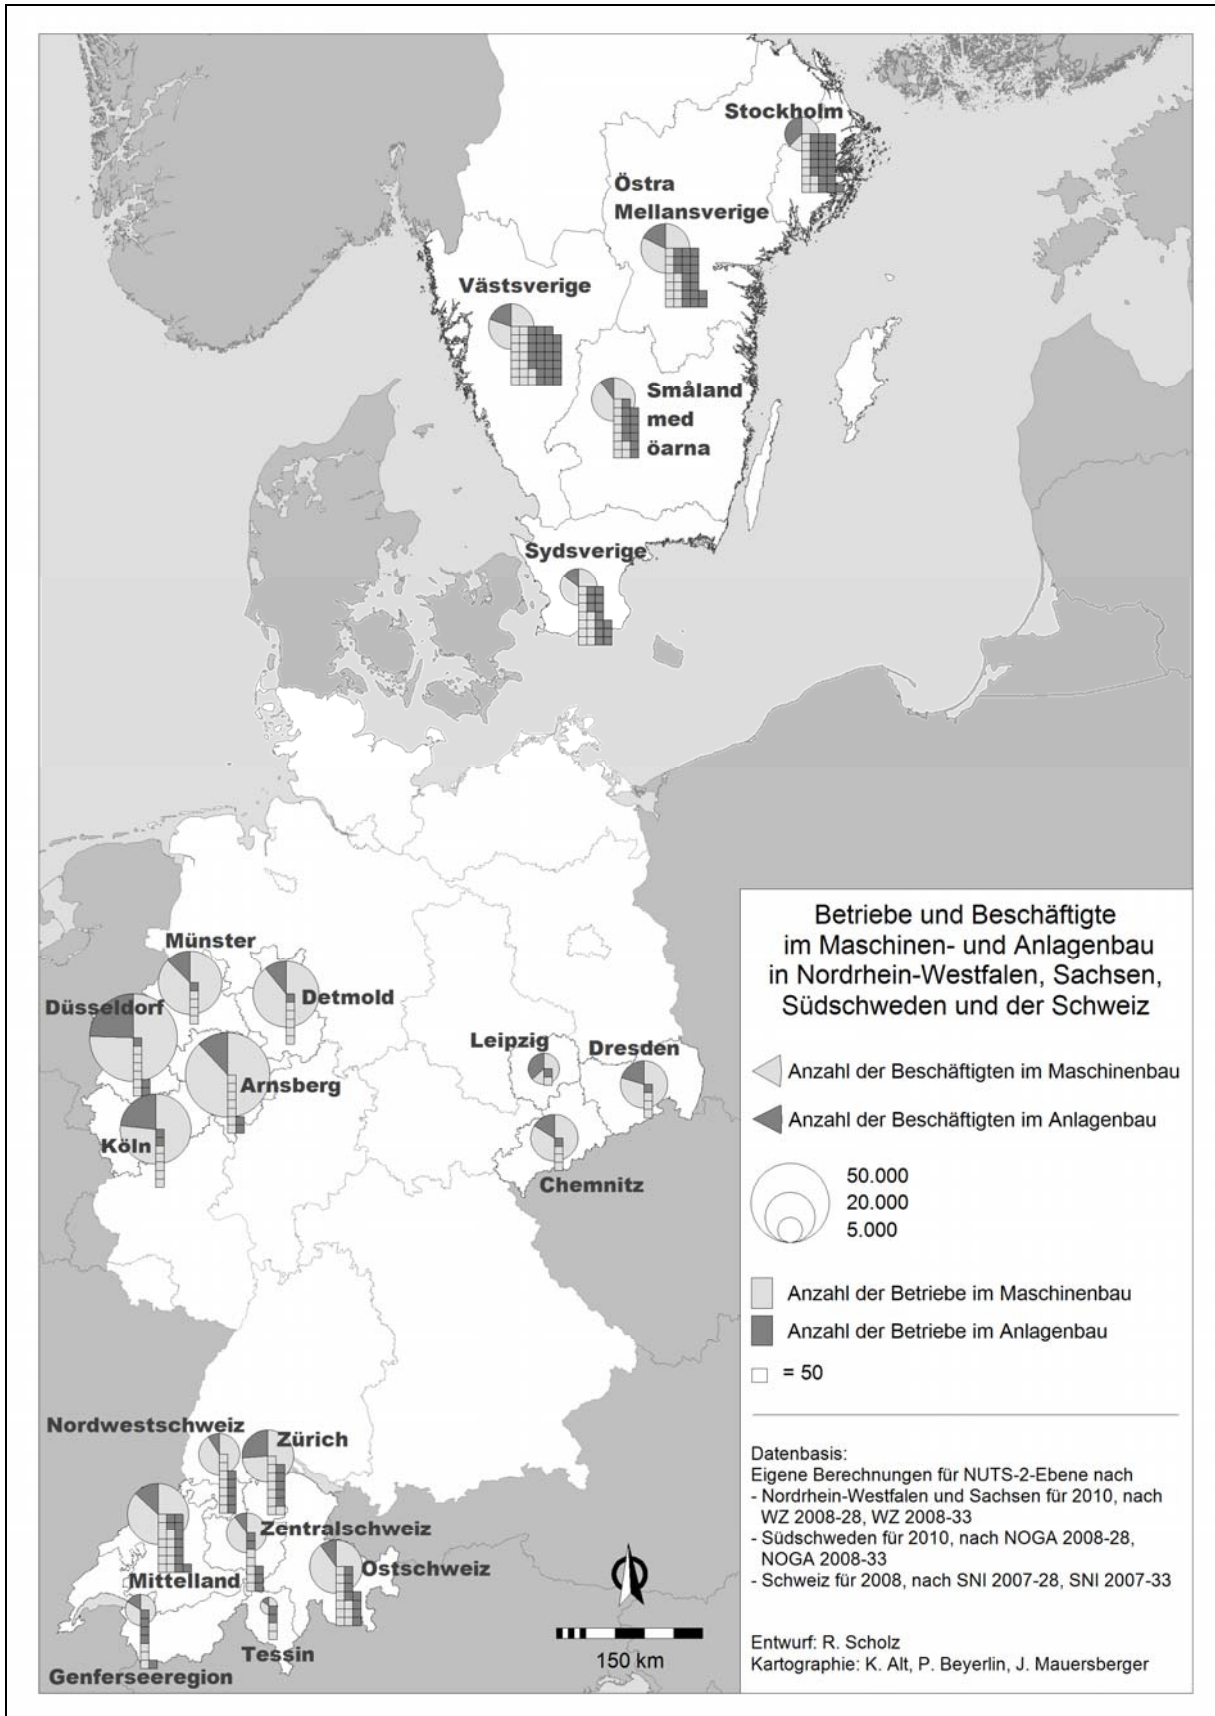 Stockholm
Östra
Mellansverige
Västsverige
Småland
med
öarna
Sydsverige
Münster
Detmold
Düsseldorf
Arnsberg
Köln
Leipzig
Dresden
Chemnitz
Nordwestschweiz
Zürich
Zentralschweiz
Ostschweiz
Mittelland
Tessin
Genferseeregion
150 km
Betriebe und Beschäftigte
im Maschinen- und Anlagenbau
in Nordrhein-Westfalen, Sachsen,
Südschweden und der Schweiz
Anzahl der Beschäftigten im Maschinenbau
Anzahl der Beschäftigten im Anlagenbau
50.000
20.000
5.000
Anzahl der Betriebe im Maschinenbau
Anzahl der Betriebe im Anlagenbau
= 50
Datenbasis:
Eigene Berechnungen für NUTS-2-Ebene nach
- Nordrhein-Westfalen und Sachsen für 2010, nach
WZ 2008-28, WZ 2008-33
- Südschweden für 2010, nach NOGA 2008-28,
NOGA 2008-33
- Schweiz für 2008, nach SNI 2007-28, SNI 2007-33
Entwurf: R. Scholz
Kartographie: K. Alt, P. Beyerlin, J. Mauersberger